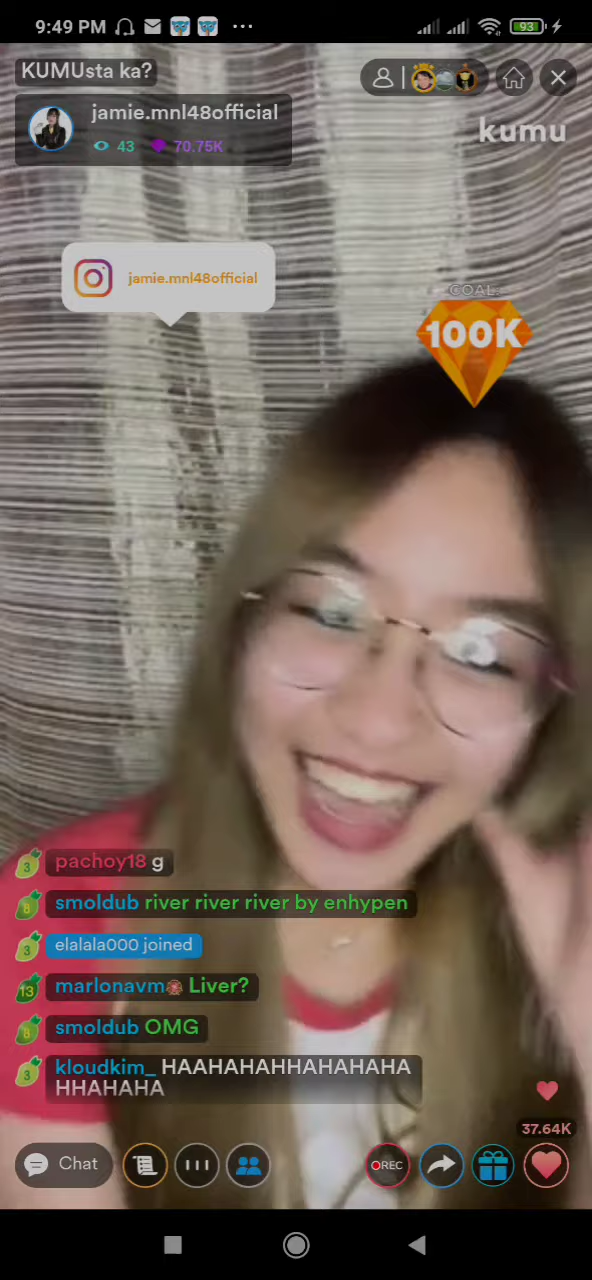 9:49 PM ... 93
KUMUsta ka?
jamie.mnl48official
43 70.75K
kumu
jamie.mnl48official
GOAL:
100K
3 pachoy18 g
8 smoldub river river river by enhypen
3 elalala000 joined
13 marlonavm Liver?
8 smoldub OMG
3 kloudkim_ HAAHAHAHHAHAHAHA
HHAHAHA
37.64K
Chat
REC